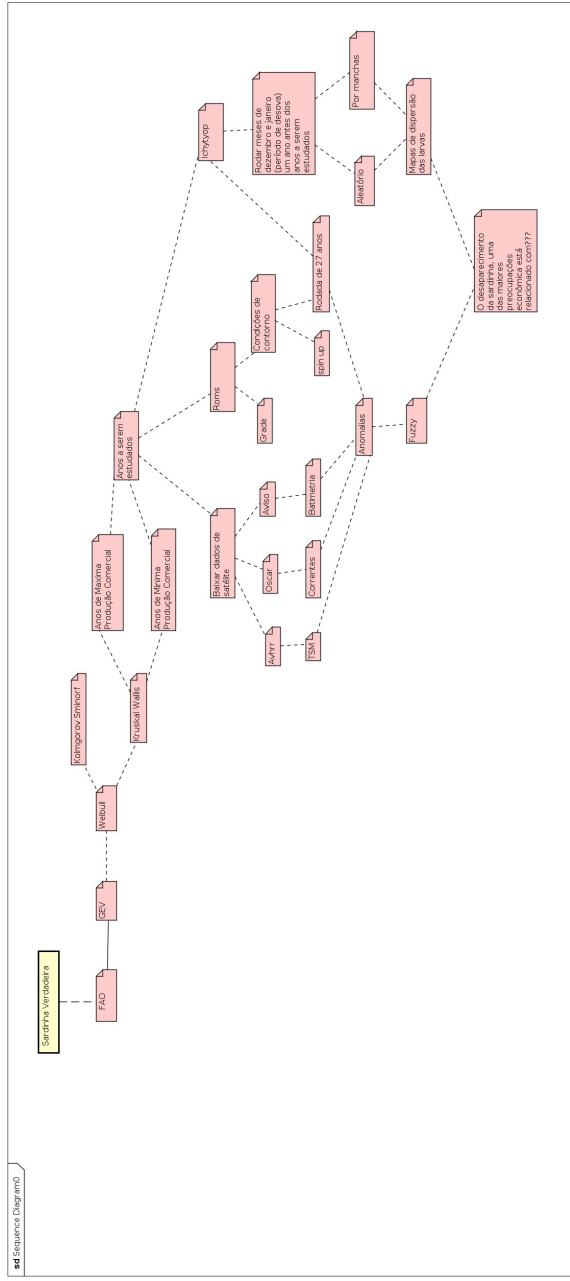 sd Sequence Diagram0
Sardinha Verdadeira
FAO
GEV
Weibull
Kolmgorov Sminorf
Kruskal Wallis
Anos de Maxima
Produção Comercial
Anos de Minima
Produção Comercial
Anos a serem
estudados
Baixar dados de
satélite
Roms
Ichytyop
Avhrr
Oscar
Aviso
Grade
Condições de
contorno
Rodar meses de
dezembro e janeiro
(período de desova)
um ano antes dos
anos a serem
estudados
TSM
Correntes
Batimetria
spin up
Rodada de 27 anos
Aleatório
Por manchas
Anomalias
Fuzzy
Mapas de dispersão
das larvas
O desaparecimento
da sardinha, uma
das maiores
preocupações
econômica está
relacionado com???